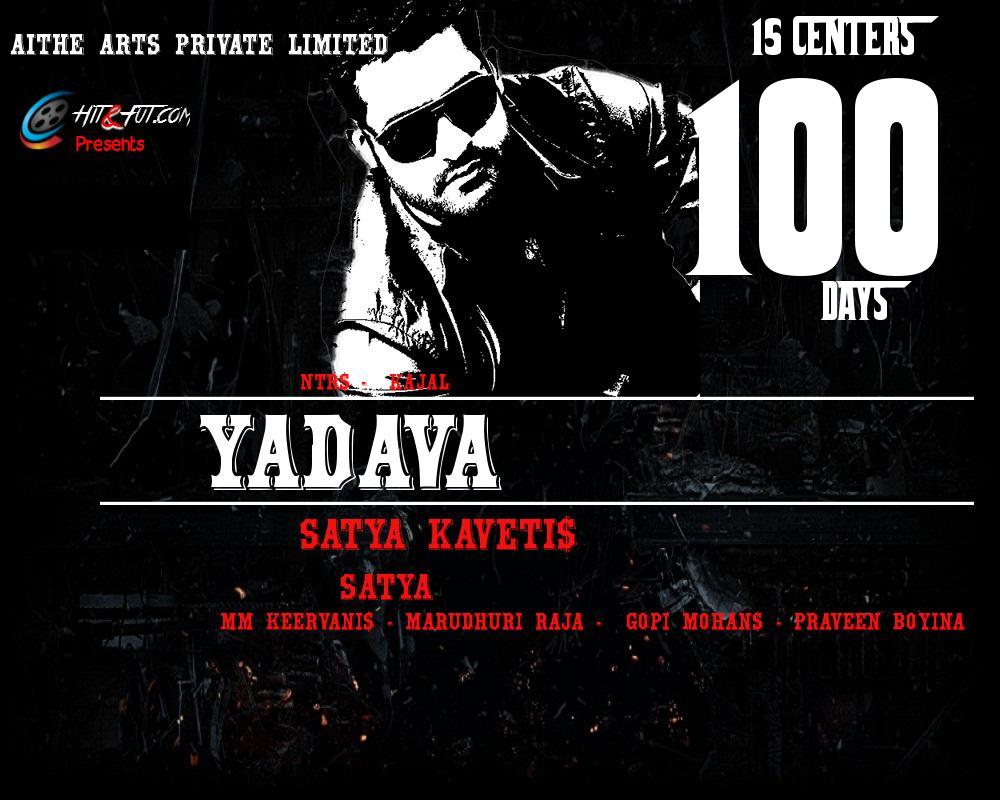 AITHE ARTS PRIVATE LIMITED
HIT&FUT.COM
Presents
15 CENTERS
100
DAYS
NTR$ - KAJAL
YADAVA
SATYA KAVETI$
SATYA
MM KEERVANI$ - MARUDHURI RAJA - GOPI MOHAN$ - PRAVEEN BOYINA